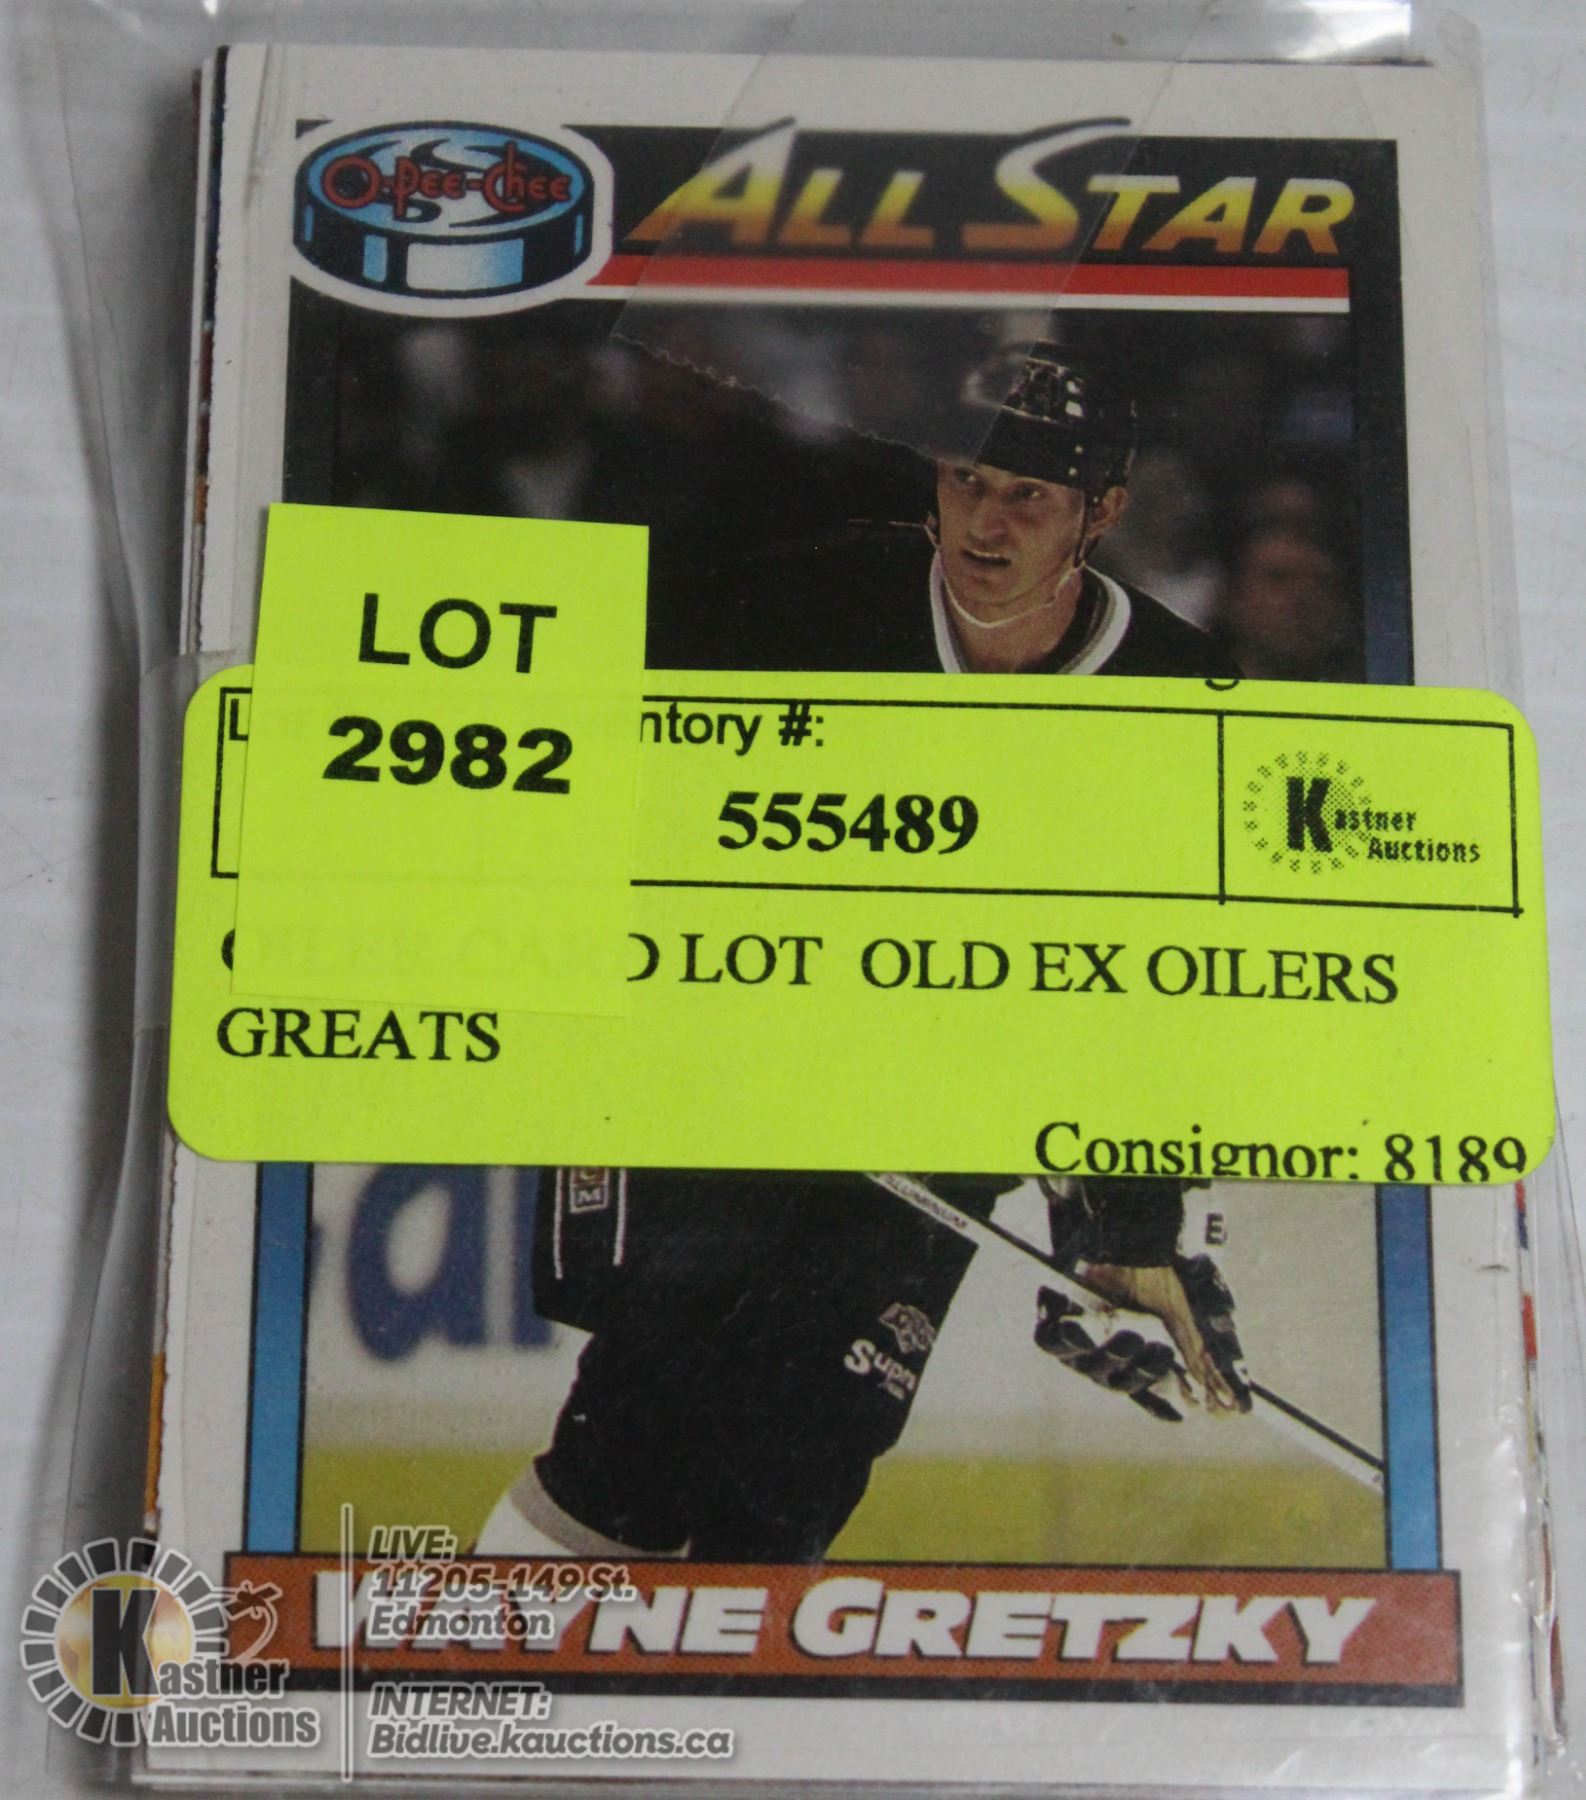 O-Pee-Chee
ALL STAR
LOT
2982
ntory #:
555489
Kastner
Auctions
LOT OLD EX OILERS
GREATS
Consignor: 8189
E
WAYNE GRETZKY
LIVE:
11205-149 St.
Edmonton
Kastner
Auctions
INTERNET:
Bidlive.kauctions.ca